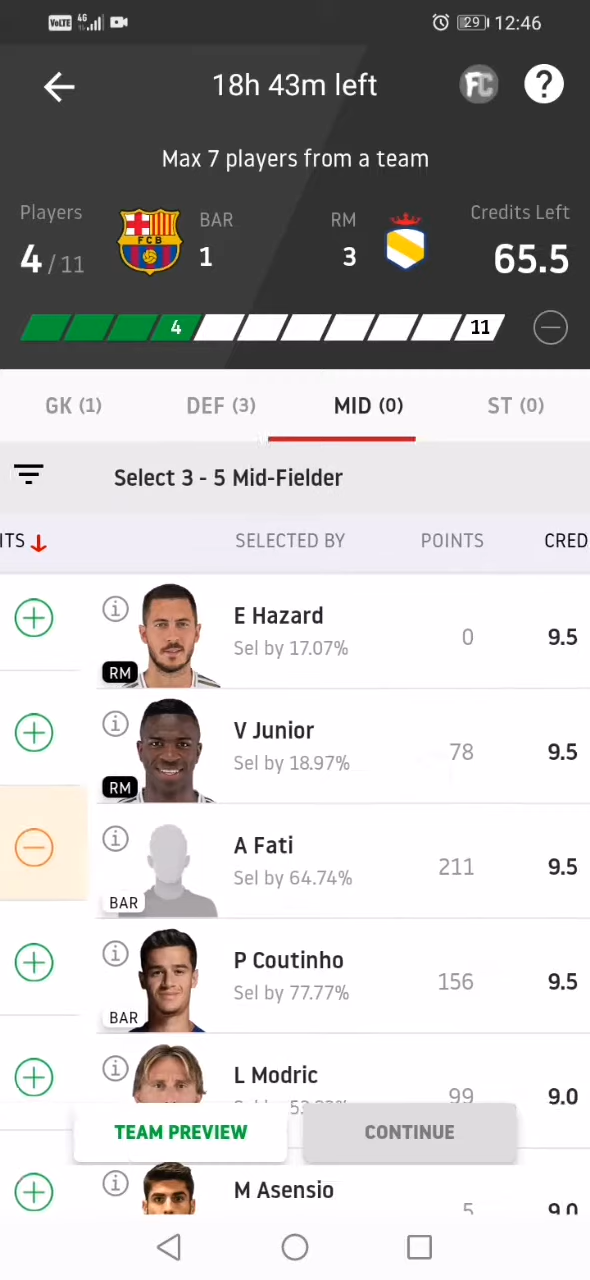 VoLTE 4G 29 12:46
18h 43m left FC ?
Max 7 players from a team
Players BAR RM Credits Left
4/11 FCB 1 3 65.5
4 11
GK (1) DEF (3) MID (0) ST (0)
Select 3 - 5 Mid-Fielder
ITS SELECTED BY POINTS CRED
E Hazard
Sel by 17.07% 0 9.5
RM
V Junior
Sel by 18.97% 78 9.5
RM
A Fati
Sel by 64.74% 211 9.5
BAR
P Coutinho
Sel by 77.77% 156 9.5
BAR
L Modric
99 9.0
TEAM PREVIEW CONTINUE
M Asensio
5 9.0